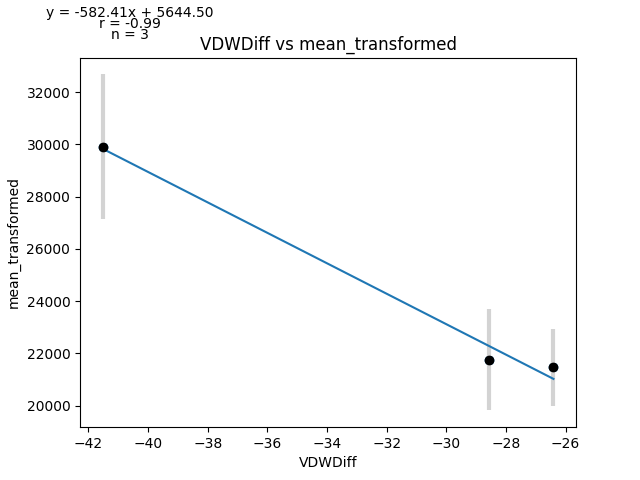 y = -582.41x + 5644.50
r = -0.99
n = 3
VDWDiff vs mean_transformed
mean_transformed
32000
30000
28000
26000
24000
22000
20000
−42 −40 −38 −36 −34 −32 −30 −28 −26
VDWDiff